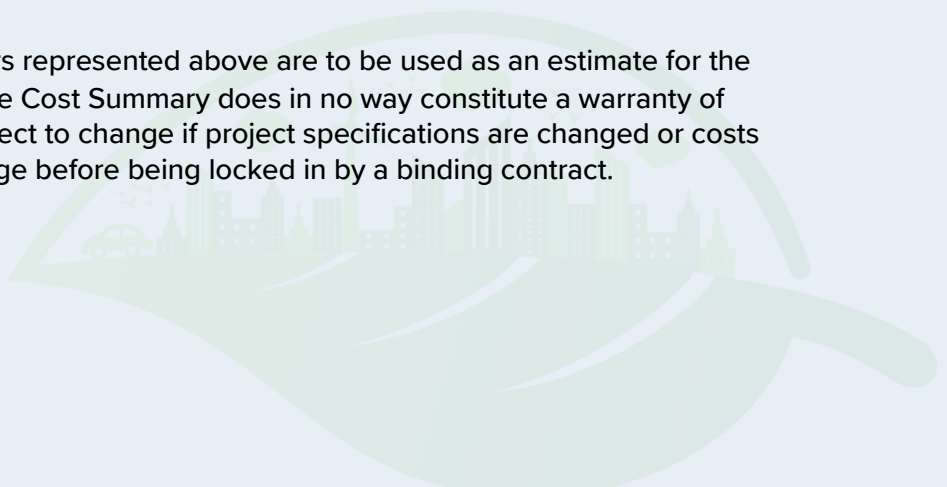 s represented above are to be used as an estimate for the
e Cost Summary does in no way constitute a warranty of
ect to change if project specifications are changed or costs
ge before being locked in by a binding contract.